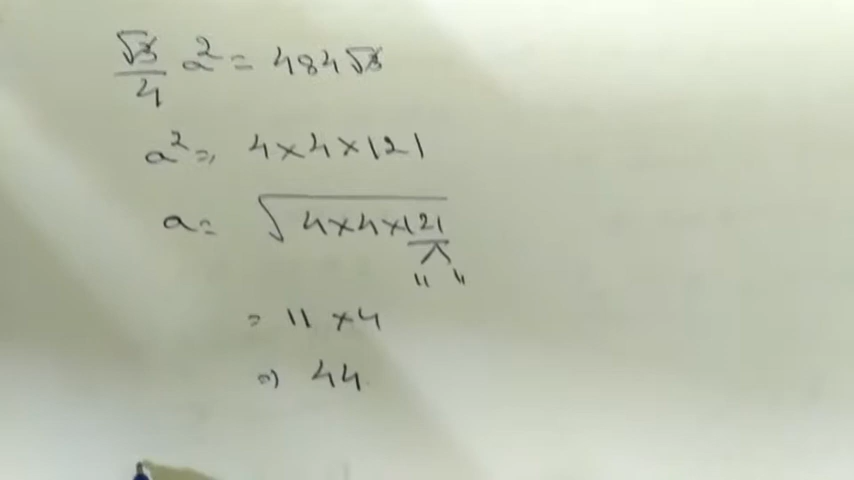 √3/4 a² = 484√3
a² = 4×4×121
a = √4×4×121
11 11
= 11 ×4
=) 44